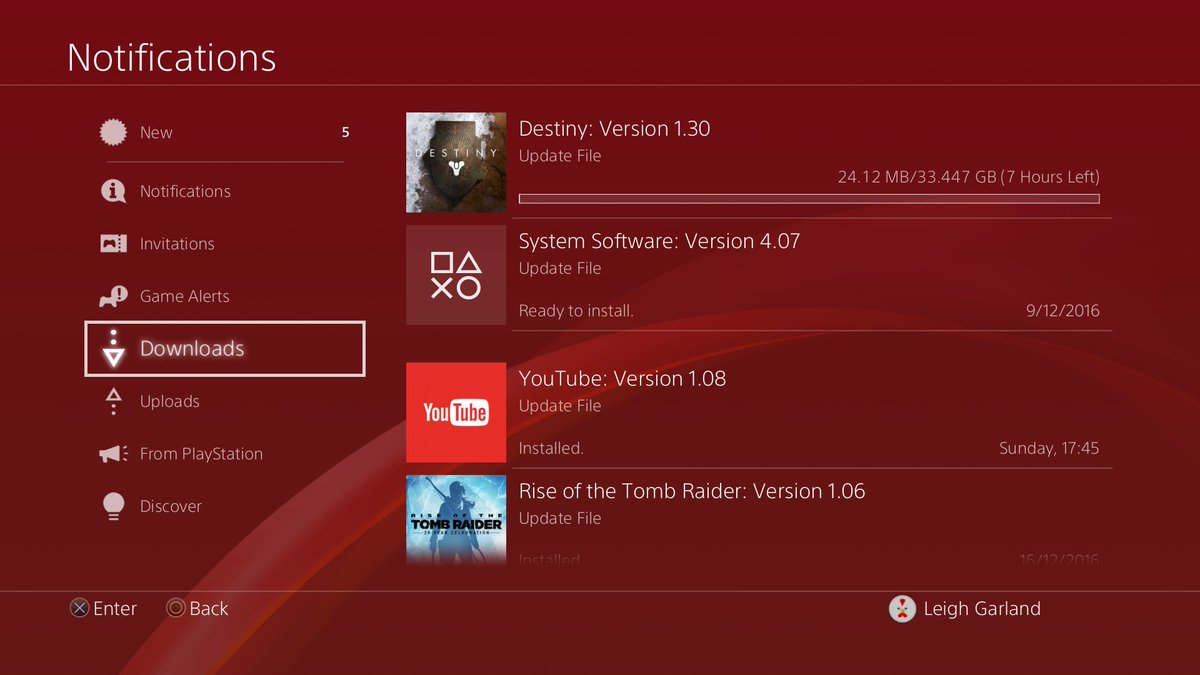 Notifications
New 5
Notifications
Invitations
Game Alerts
Downloads
Uploads
From PlayStation
Discover
DESTINY
Destiny: Version 1.30
Update File
24.12 MB/33.447 GB (7 Hours Left)
System Software: Version 4.07
Update File
Ready to install. 9/12/2016
YouTube
YouTube: Version 1.08
Update File
Installed. Sunday, 17:45
RISE OF THE
TOMB RAIDER
20 YEAR CELEBRATION
Rise of the Tomb Raider: Version 1.06
Update File
Installed. 16/12/2016
Enter Back Leigh Garland